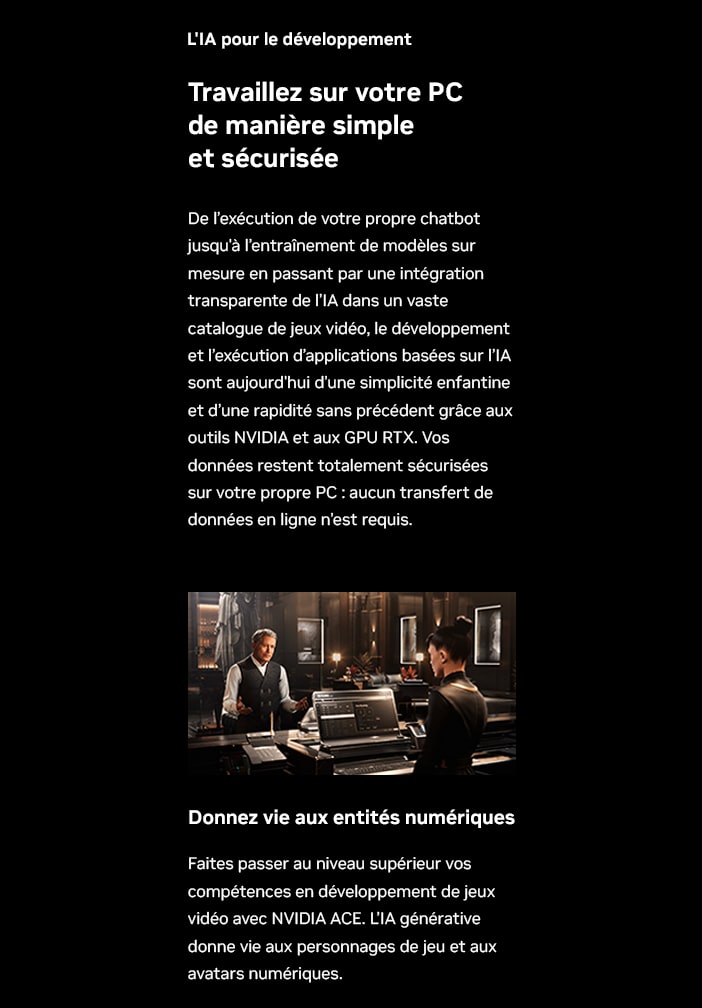 L'IA pour le développement
Travaillez sur votre PC
de manière simple
et sécurisée
De l'exécution de votre propre chatbot
jusqu'à l'entraînement de modèles sur
mesure en passant par une intégration
transparente de l'IA dans un vaste
catalogue de jeux vidéo, le développement
et l'exécution d'applications basées sur l'IA
sont aujourd'hui d'une simplicité enfantine
et d'une rapidité sans précédent grâce aux
outils NVIDIA et aux GPU RTX. Vos
données restent totalement sécurisées
sur votre propre PC : aucun transfert de
données en ligne n'est requis.
Donnez vie aux entités numériques
Faites passer au niveau supérieur vos
compétences en développement de jeux
vidéo avec NVIDIA ACE. L'IA générative
donne vie aux personnages de jeu et aux
avatars numériques.